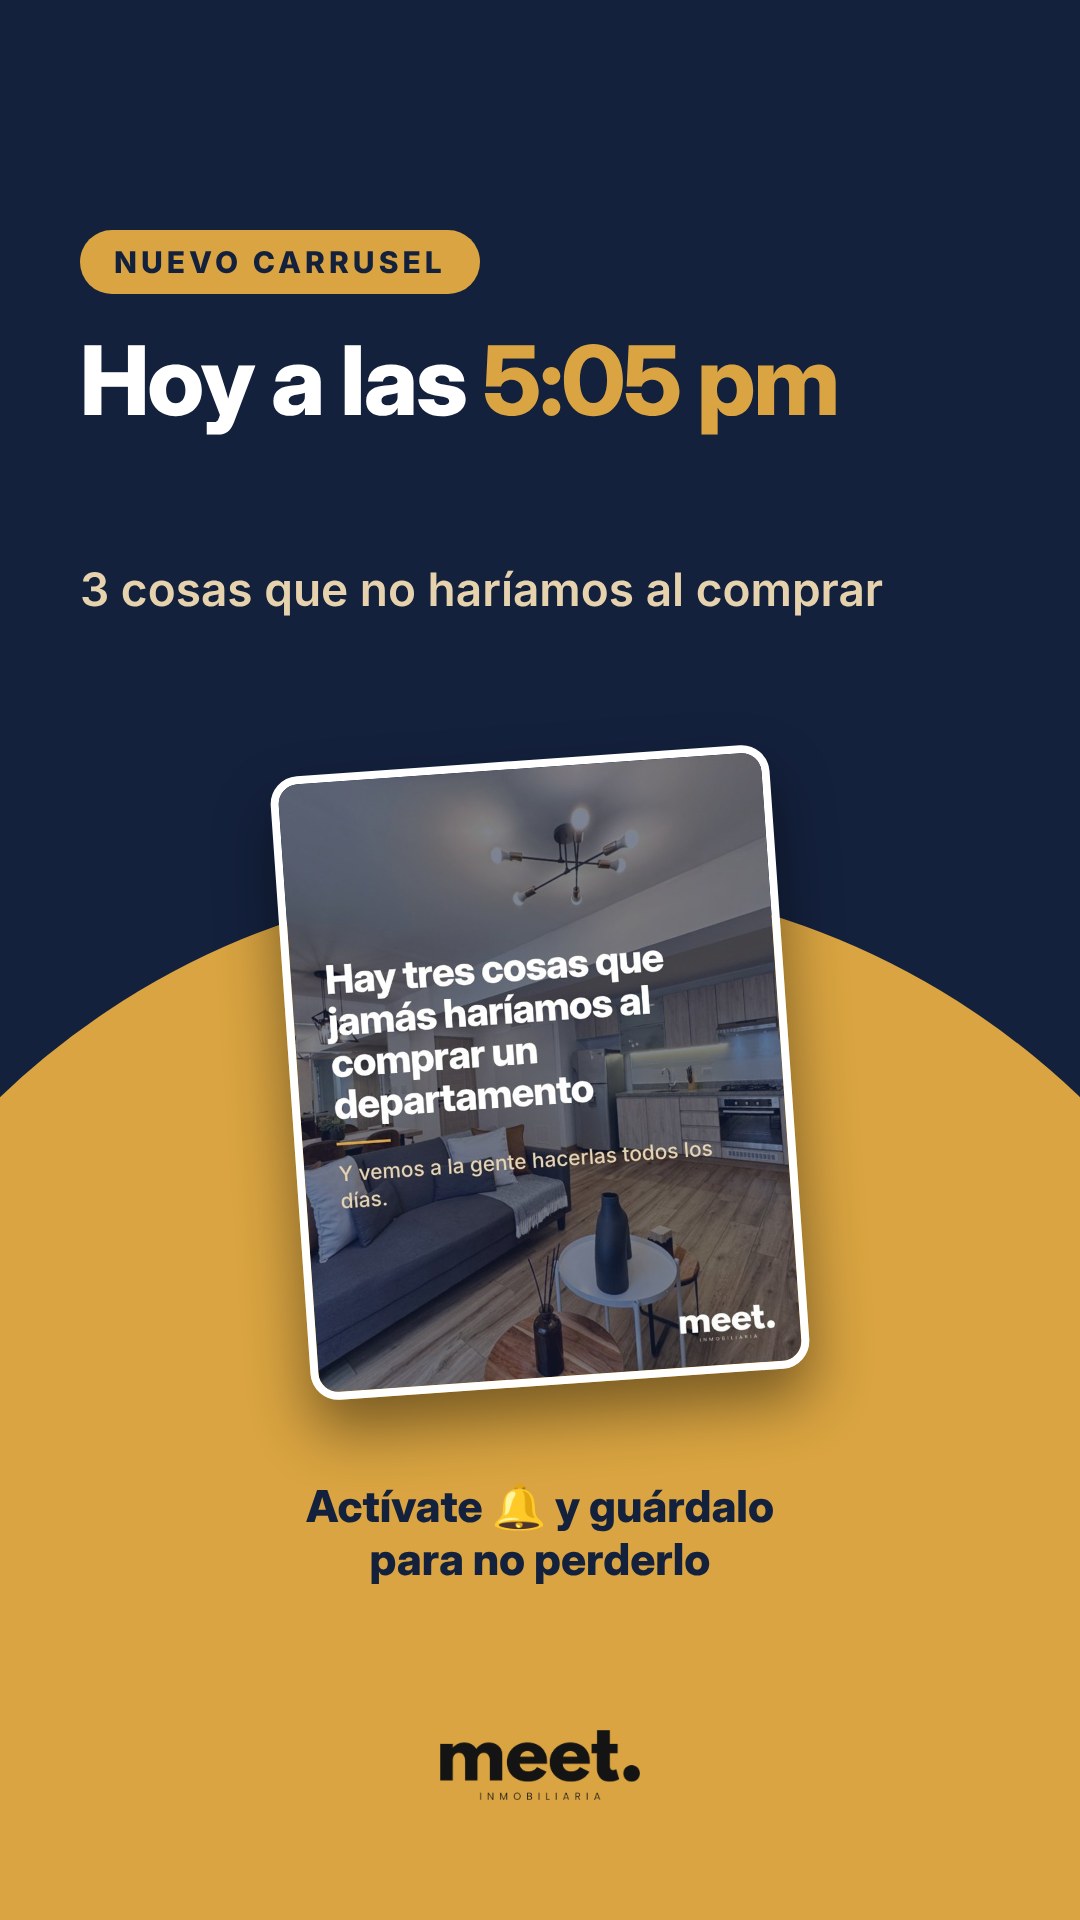 NUEVO CARRUSEL
Hoy a las 5:05 pm
3 cosas que no haríamos al comprar
Hay tres cosas que
jamás haríamos al
comprar un
departamento
Y vemos a la gente hacerlas todos los
días.
meet.
INMOBILIARIA
Actívate 🔔 y guárdalo
para no perderlo
meet.
INMOBILIARIA